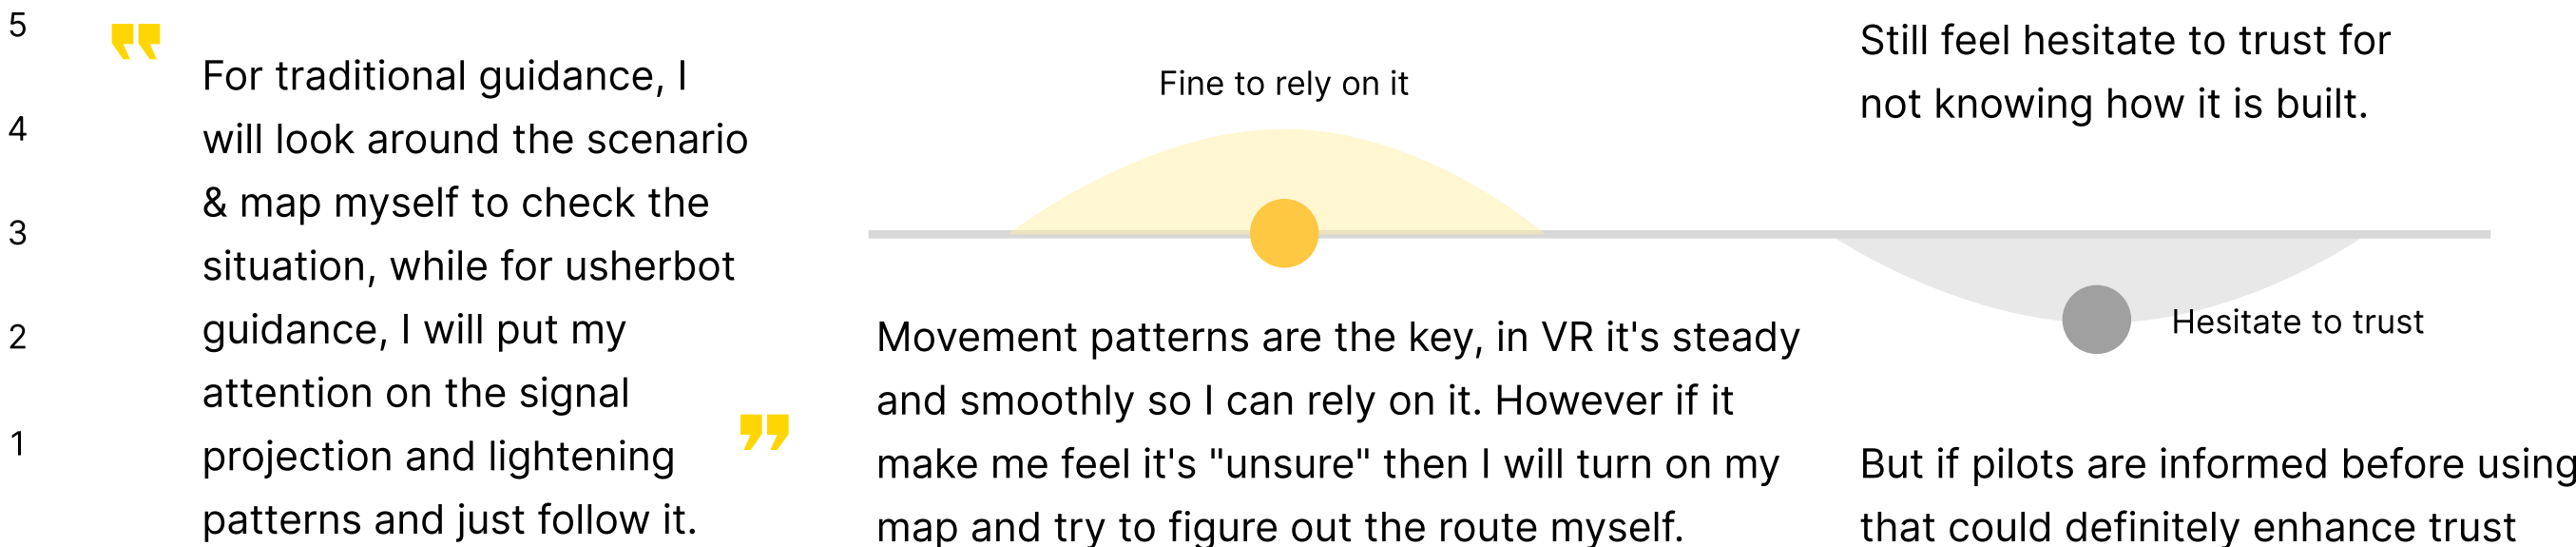 5
4
3
2
1
❞
For traditional guidance, I
will look around the scenario
& map myself to check the
situation, while for usherbot
guidance, I will put my
attention on the signal
projection and lightening
patterns and just follow it.
❞
Fine to rely on it
Movement patterns are the key, in VR it's steady
and smoothly so I can rely on it. However if it
make me feel it's "unsure" then I will turn on my
map and try to figure out the route myself.
Still feel hesitate to trust for
not knowing how it is built.
Hesitate to trust
But if pilots are informed before using
that could definitely enhance trust